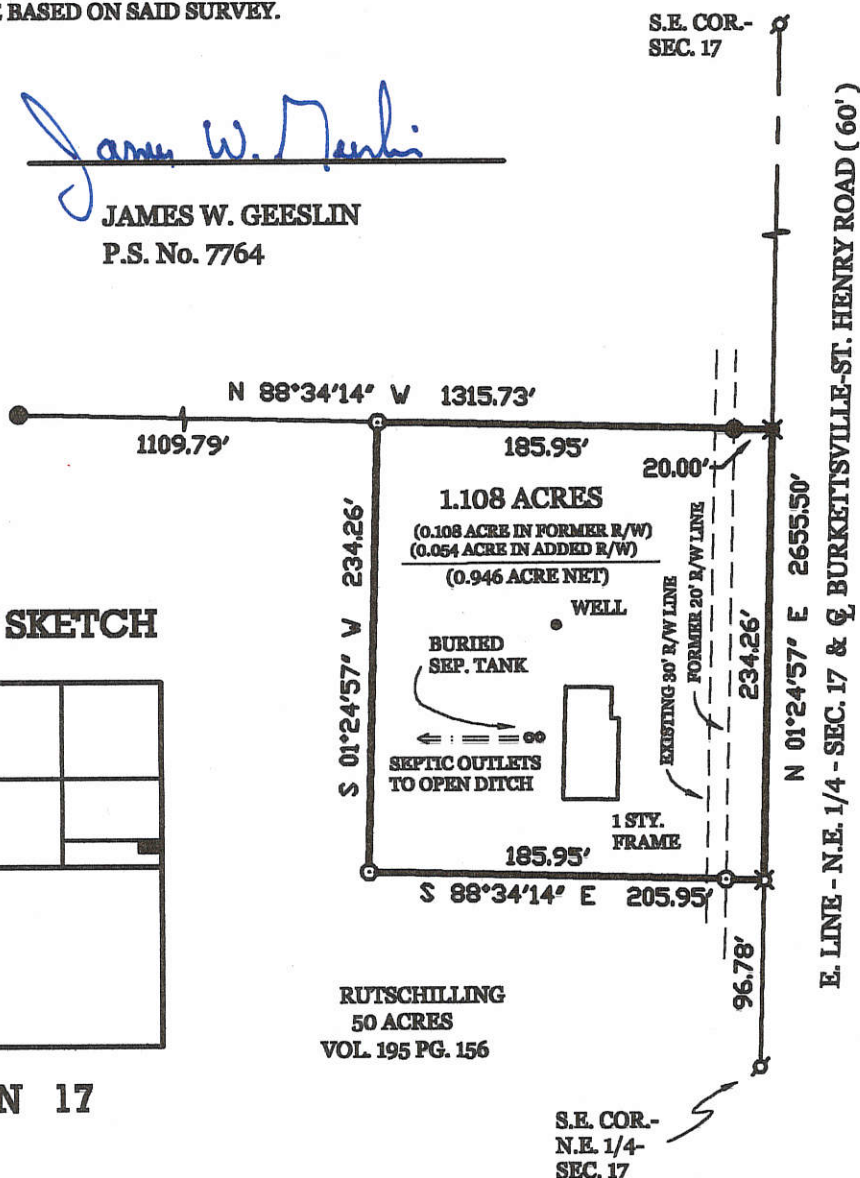 E BASED ON SAID SURVEY.
James W. Geeslin
JAMES W. GEESLIN
P.S. No. 7764
S.E. COR.-
SEC. 17
E. LINE - N.E. 1/4 - SEC. 17 & ℄ BURKETTSVILLE-ST. HENRY ROAD ( 60' )
N 88°34'14" W 1315.73'
1109.79'
185.95'
20.00'
1.108 ACRES
(0.108 ACRE IN FORMER R/W)
(0.054 ACRE IN ADDED R/W)
(0.946 ACRE NET)
S 01°24'57" W 234.26'
WELL
BURIED
SEP. TANK
SEPTIC OUTLETS
TO OPEN DITCH
EXISTING 30' R/W LINE
FORMER 20' R/W LINE
234.26'
N 01°24'57" E 2655.50'
1 STY.
FRAME
185.95'
S 88°34'14" E 205.95'
96.78'
SKETCH
N 17
RUTSCHILLING
50 ACRES
VOL. 195 PG. 156
S.E. COR.-
N.E. 1/4-
SEC. 17